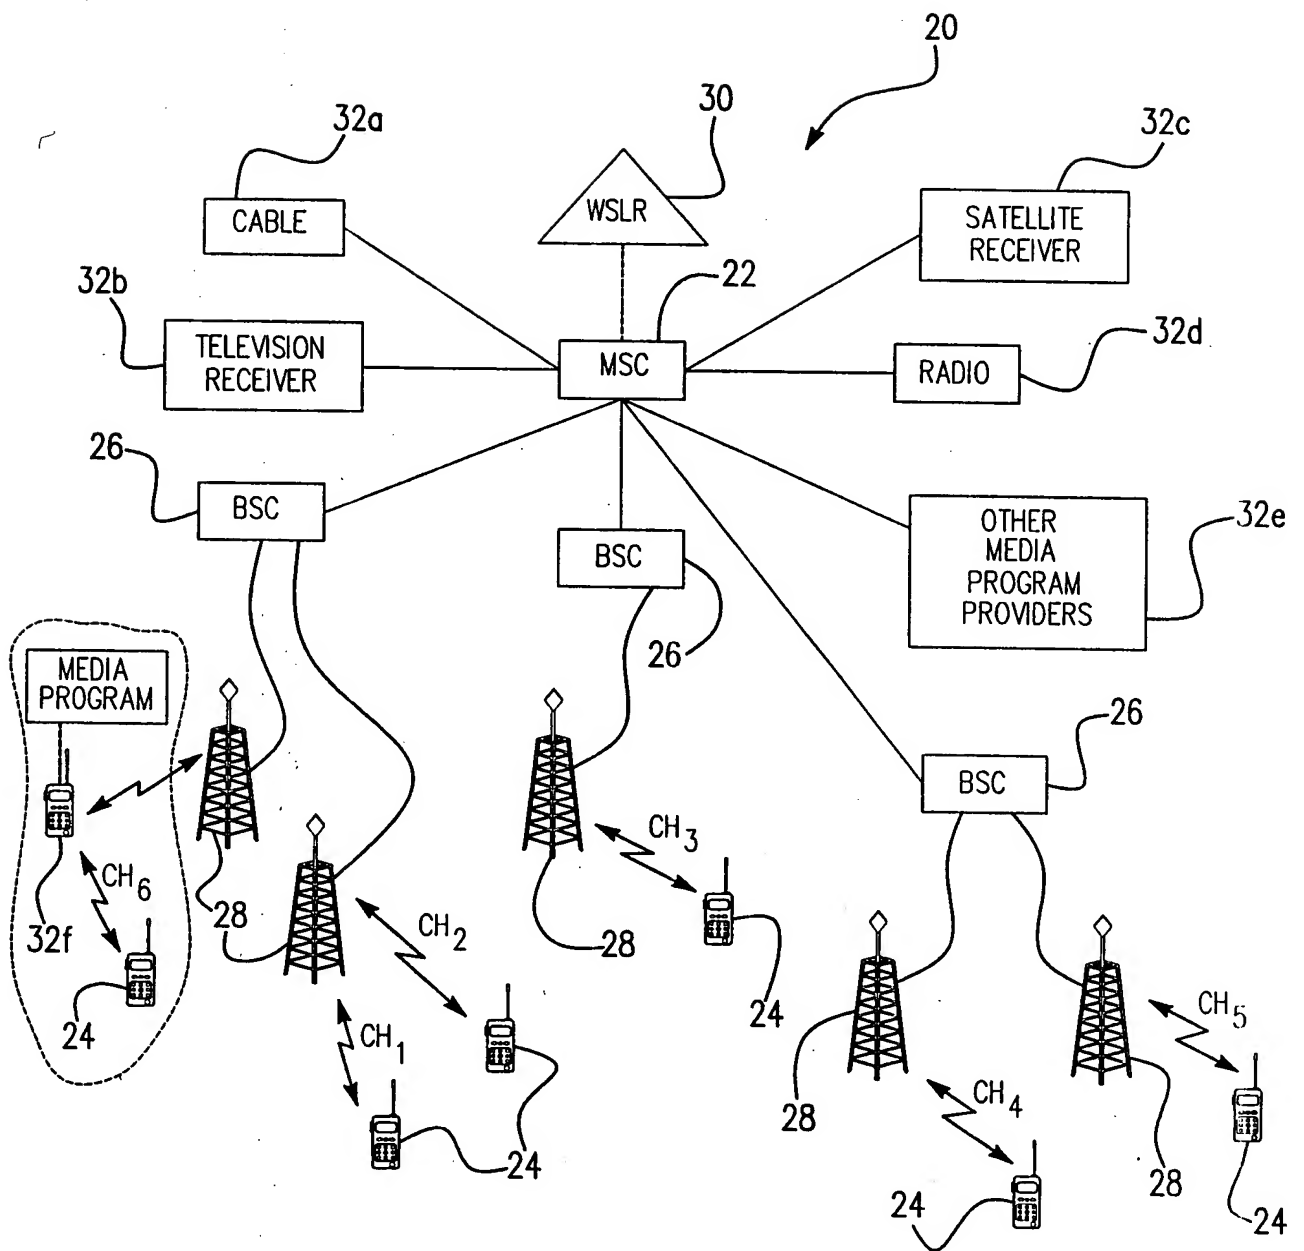 20
32a
30
32c
CABLE
WSLR
SATELLITE
RECEIVER
32b
22
TELEVISION
RECEIVER
MSC
RADIO
32d
26
BSC
BSC
26
OTHER
MEDIA
PROGRAM
PROVIDERS
32e
MEDIA
PROGRAM
26
BSC
CH6
32f
24
28
CH2
CH1
24
CH3
28
24
28
CH4
24
CH5
28
24